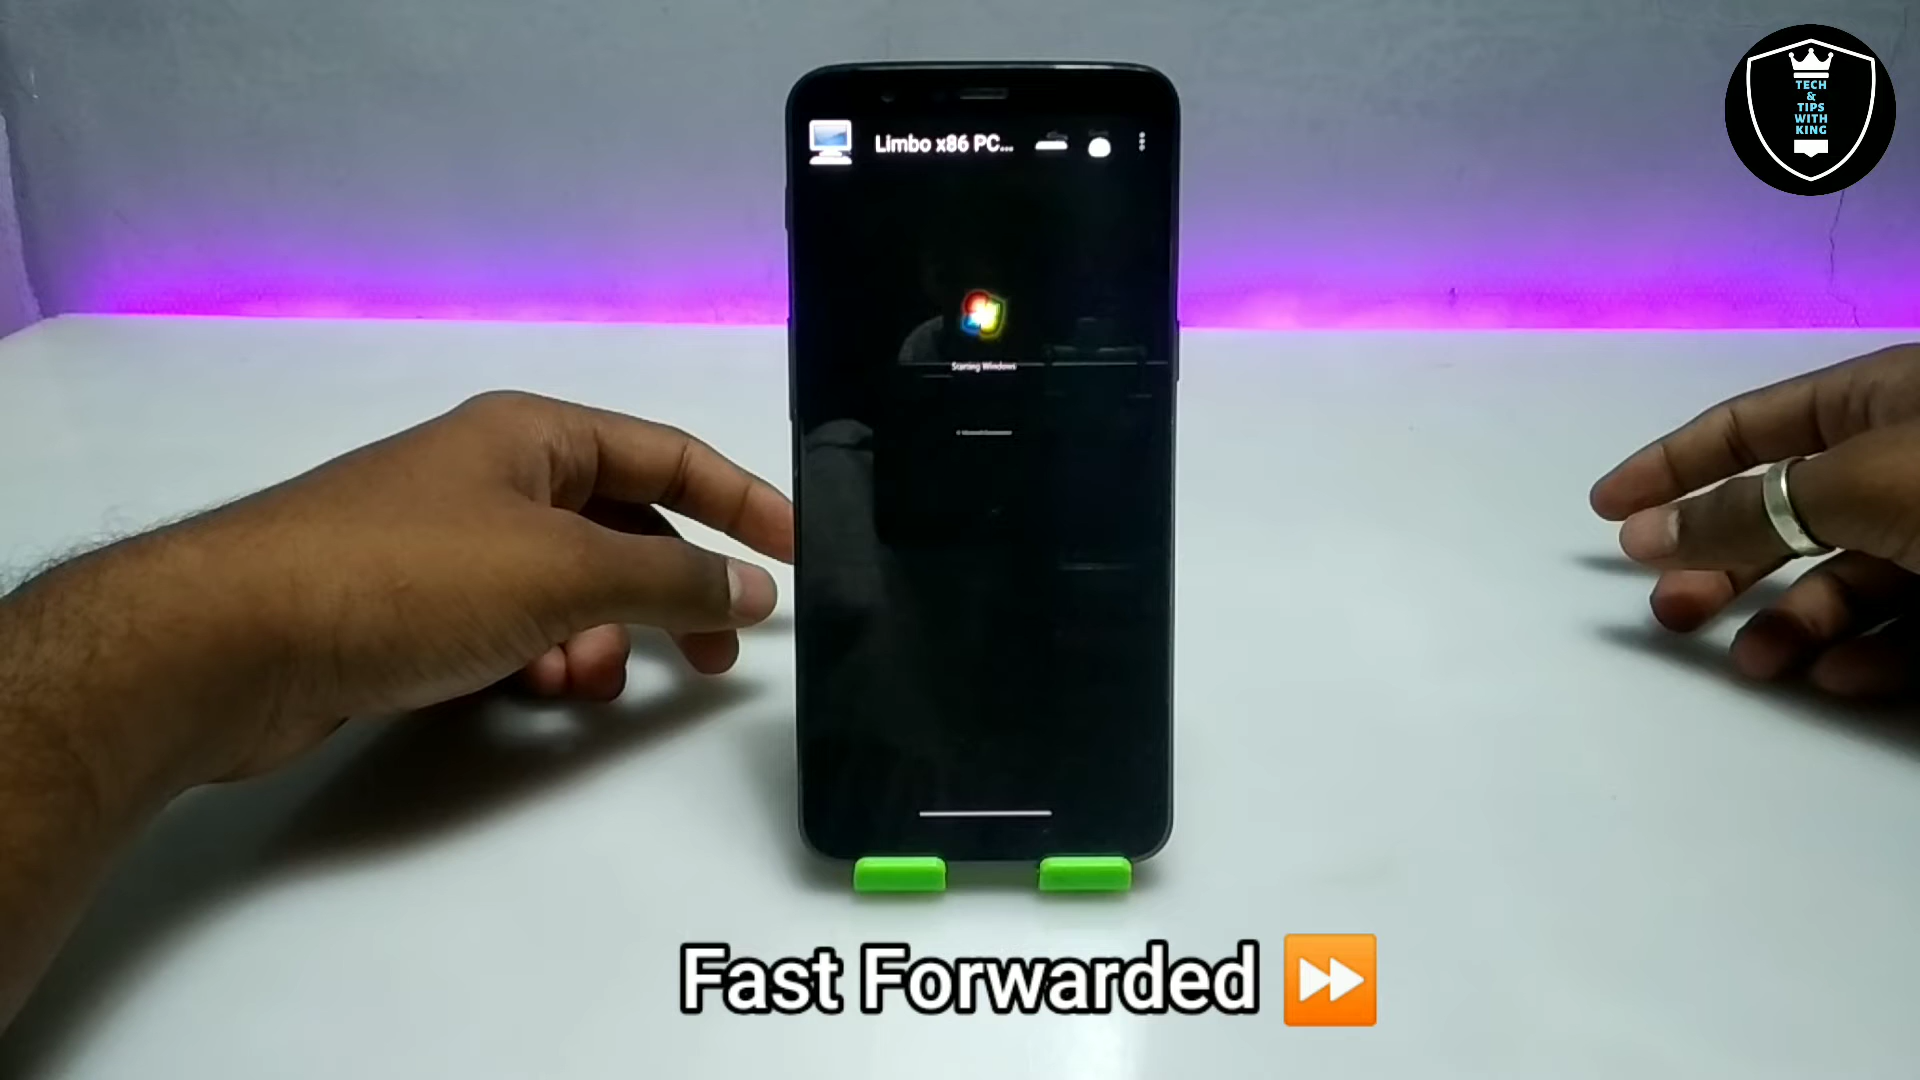 TECH
&
TIPS
WITH
KING
Limbo x86 PC...
Starting Windows
Fast Forwarded ⏩